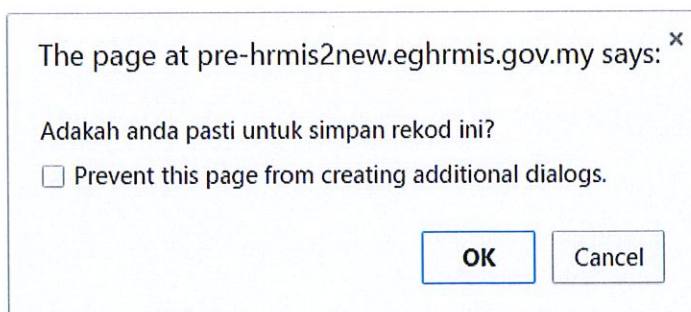 The page at pre-hrmis2new.eghrmis.gov.my says: ×
Adakah anda pasti untuk simpan rekod ini?
Prevent this page from creating additional dialogs.
OK Cancel